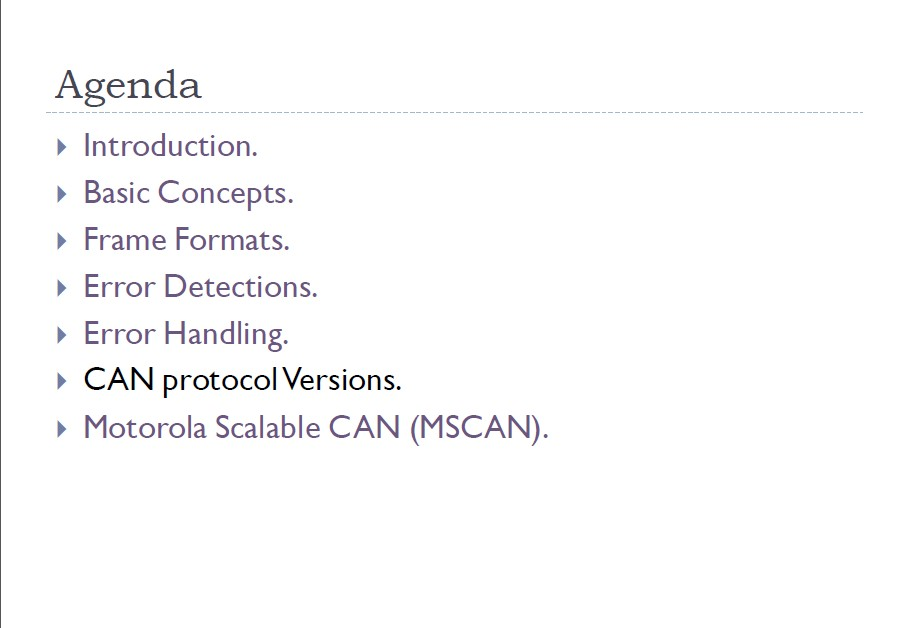 Agenda
Introduction.
Basic Concepts.
Frame Formats.
Error Detections.
Error Handling.
CAN protocol Versions.
Motorola Scalable CAN (MSCAN).